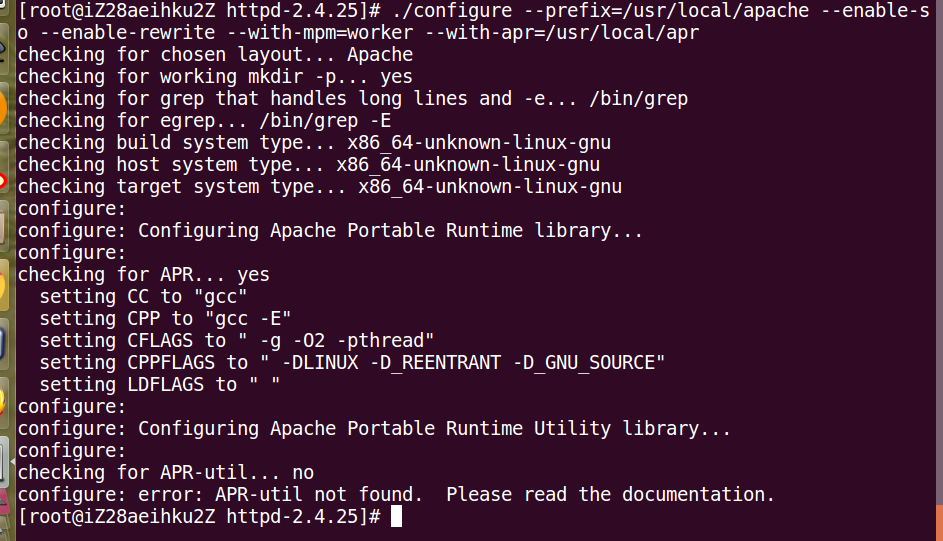 [root@iZ28aeihku2Z httpd-2.4.25]# ./configure --prefix=/usr/local/apache --enable-s
o --enable-rewrite --with-mpm=worker --with-apr=/usr/local/apr
checking for chosen layout... Apache
checking for working mkdir -p... yes
checking for grep that handles long lines and -e... /bin/grep
checking for egrep... /bin/grep -E
checking build system type... x86_64-unknown-linux-gnu
checking host system type... x86_64-unknown-linux-gnu
checking target system type... x86_64-unknown-linux-gnu
configure:
configure: Configuring Apache Portable Runtime library...
configure:
checking for APR... yes
  setting CC to "gcc"
  setting CPP to "gcc -E"
  setting CFLAGS to " -g -O2 -pthread"
  setting CPPFLAGS to " -DLINUX -D_REENTRANT -D_GNU_SOURCE"
  setting LDFLAGS to " "
configure:
configure: Configuring Apache Portable Runtime Utility library...
configure:
checking for APR-util... no
configure: error: APR-util not found.  Please read the documentation.
[root@iZ28aeihku2Z httpd-2.4.25]#